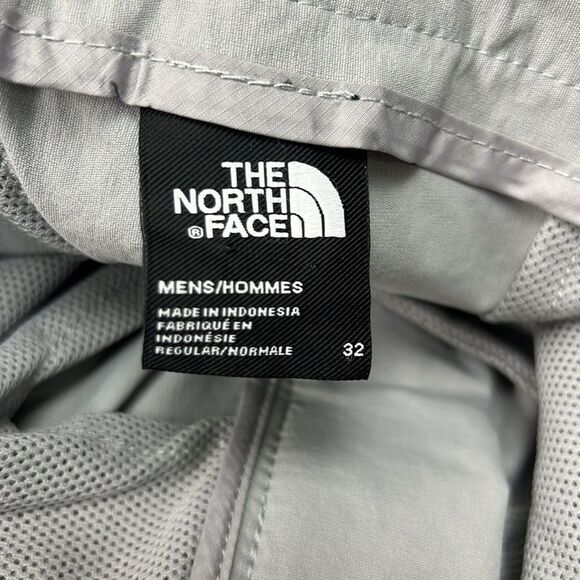 THE
NORTH
® FACE
MENS/HOMMES
MADE IN INDONESIA
FABRIQUÉ EN
INDONÉSIE
REGULAR/NORMALE 32